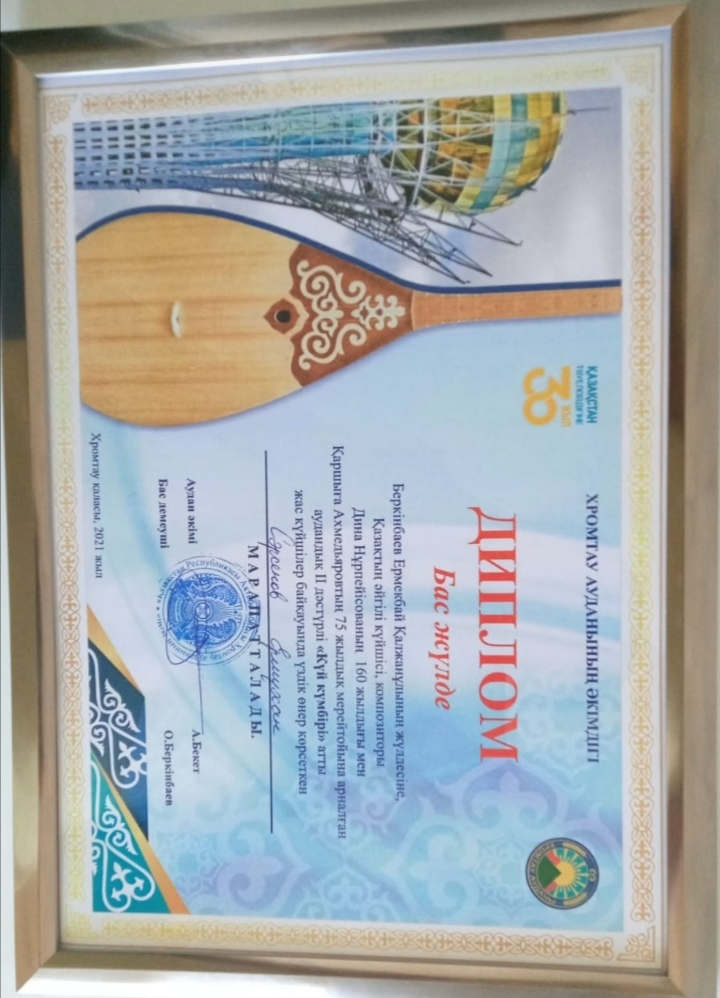 ХРОМТАУ АУДАНЫНЫҢ ӘКІМДІГІ
ҚАЗАҚСТАН
ТӘУЕЛСІЗДІГІНЕ
30 ЖЫЛ
ДИПЛОМ
Бас жүлде
Беркінбаев Ермекбай Қалжанұлының жүлдесіне,
Қазақтың әйгілі күйшісі, композиторы
Дина Нұрпейісованың 160 жылдығы мен
Қаршыға Ахмедьяровтың 75 жылдық мерейтойына арналған
аудандық ІІ дәстүрлі «Күй күмбірі» атты
жас күйшілер байқауында үздік өнер көрсеткен
Сәрсенов
МАРАПАТТАЛАДЫ.
Аудан әкімі А.Бекет
Бас демеуші О.Беркінбаев
Хромтау қаласы, 2021 жыл